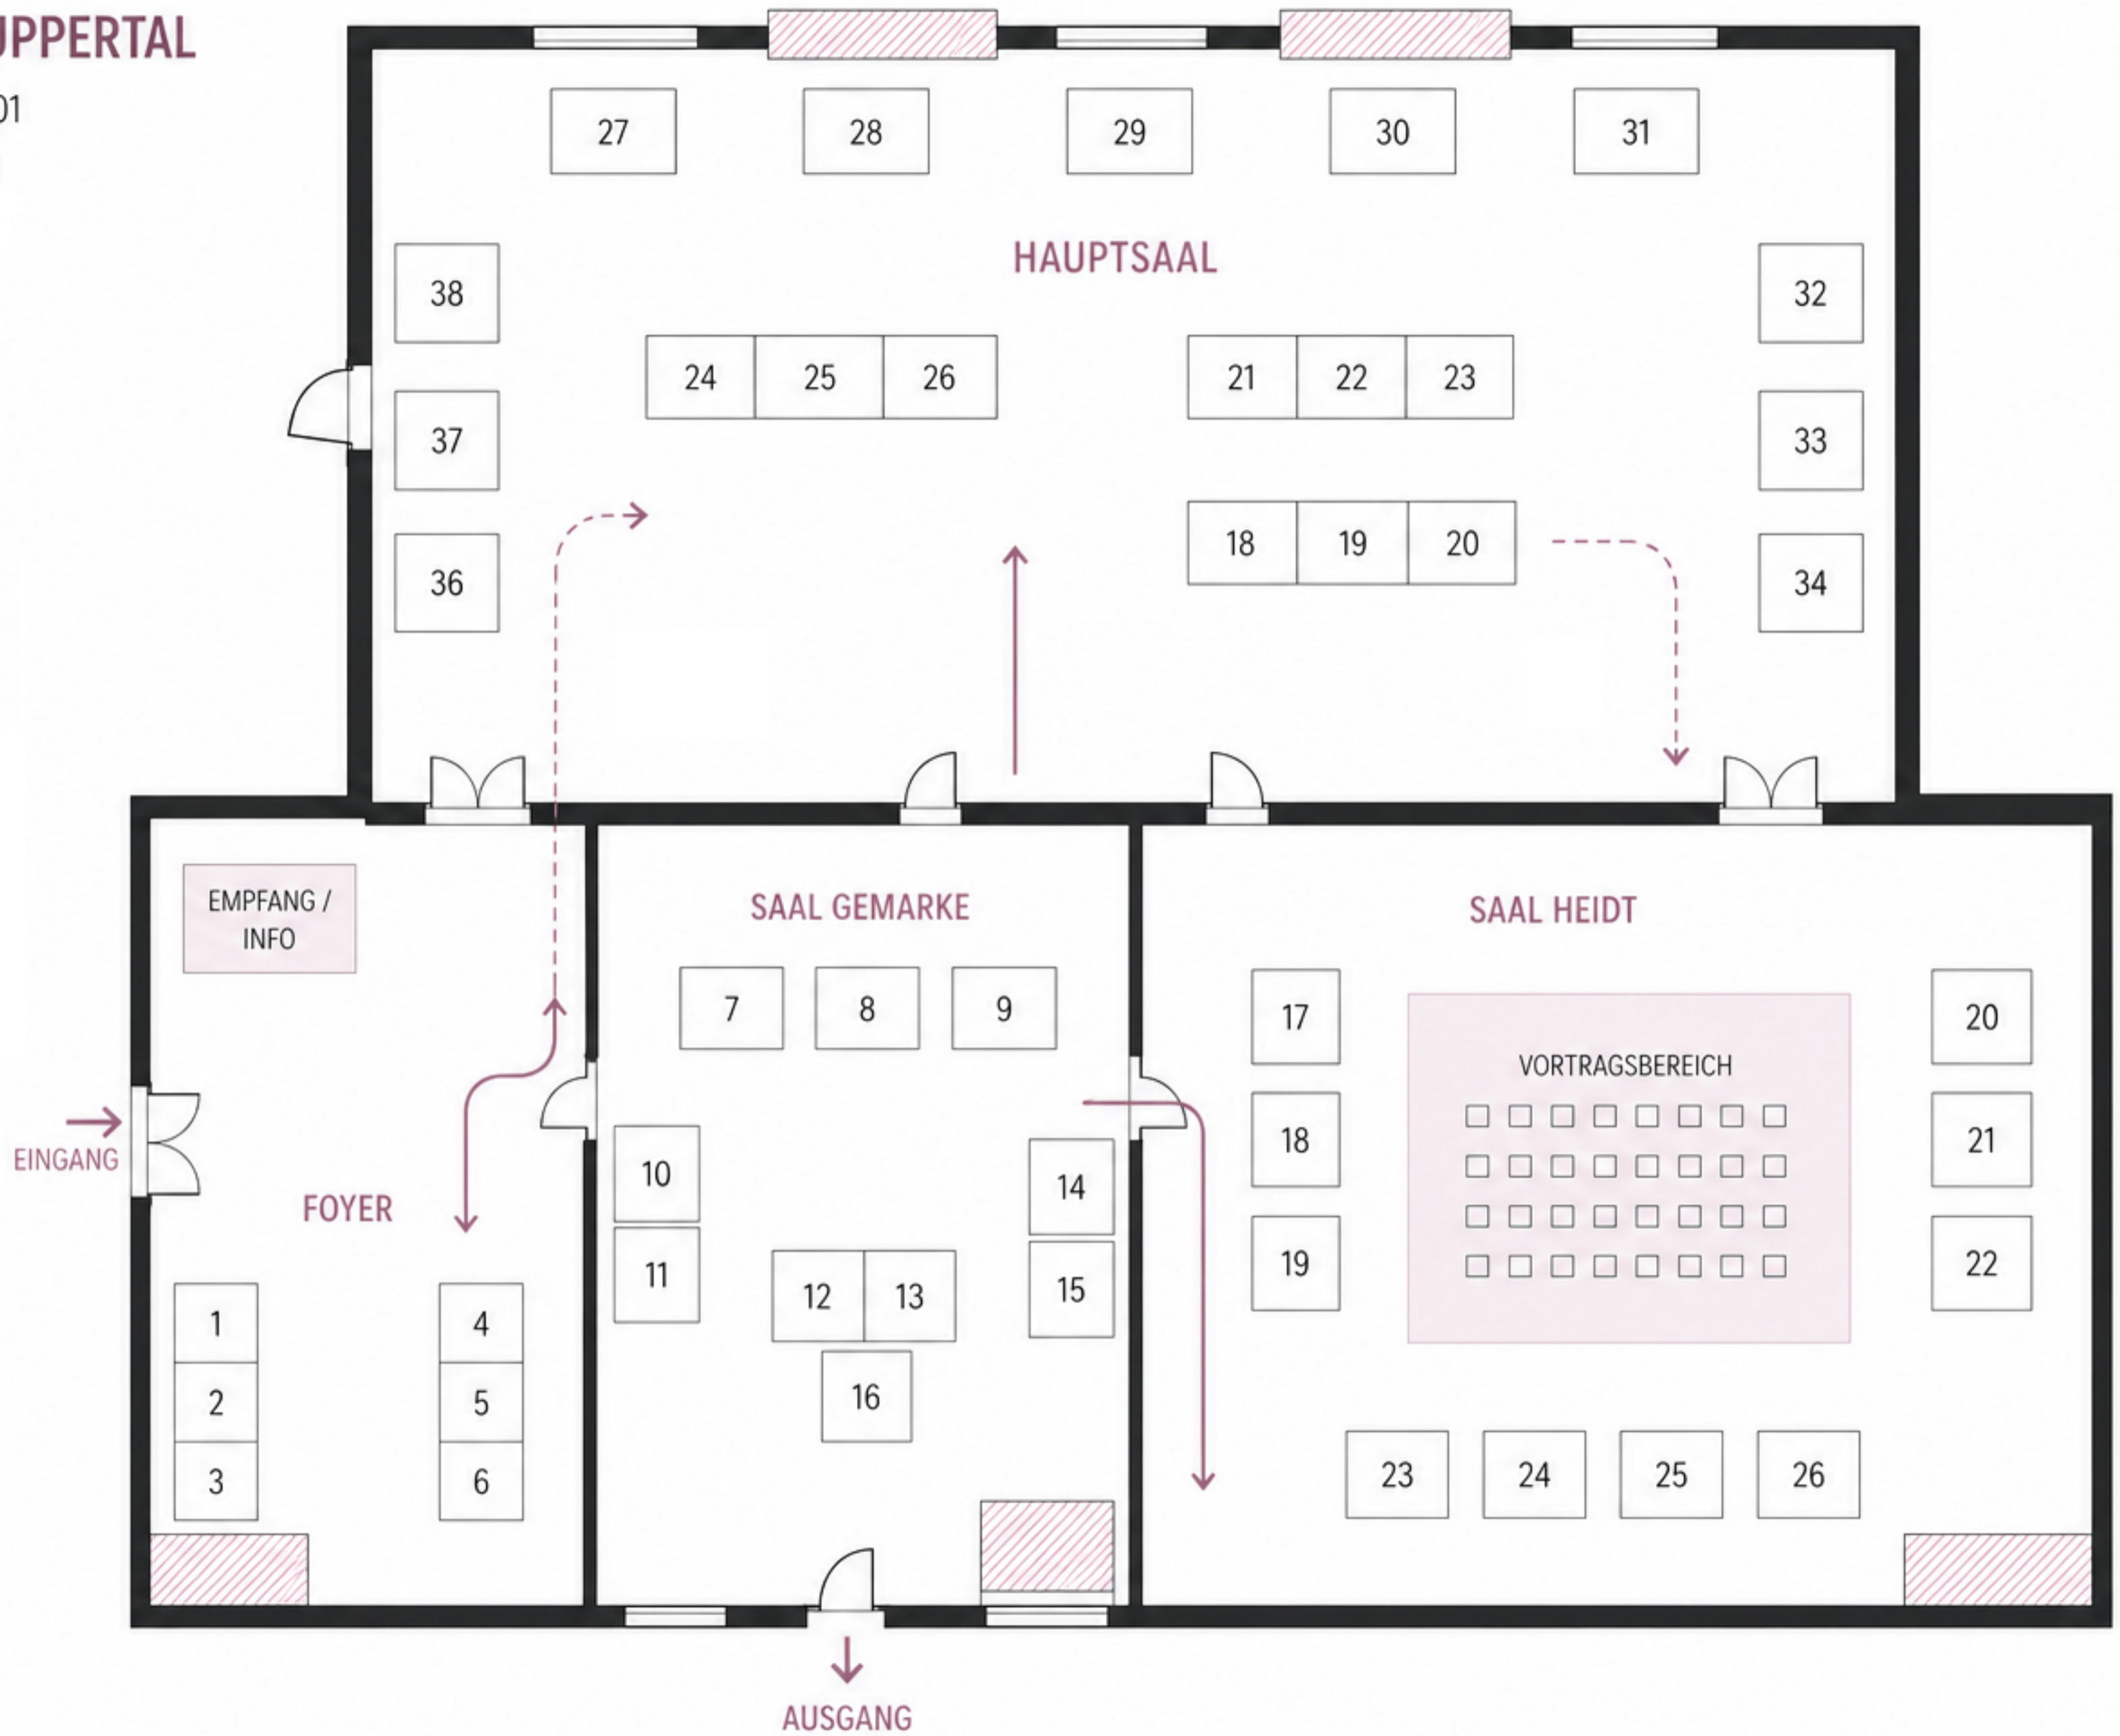 UPPERTAL
01
27 28 29 30 31
HAUPTSAAL
38 32
24 25 26 21 22 23
37 33
18 19 20
36 34
EMPFANG /
INFO
SAAL GEMARKE
SAAL HEIDT
7 8 9
17 20
VORTRAGSBEREICH
EINGANG
10 14 18 21
FOYER
11 15 19 22
12 13
1 4
16
2 5
3 6
23 24 25 26
AUSGANG